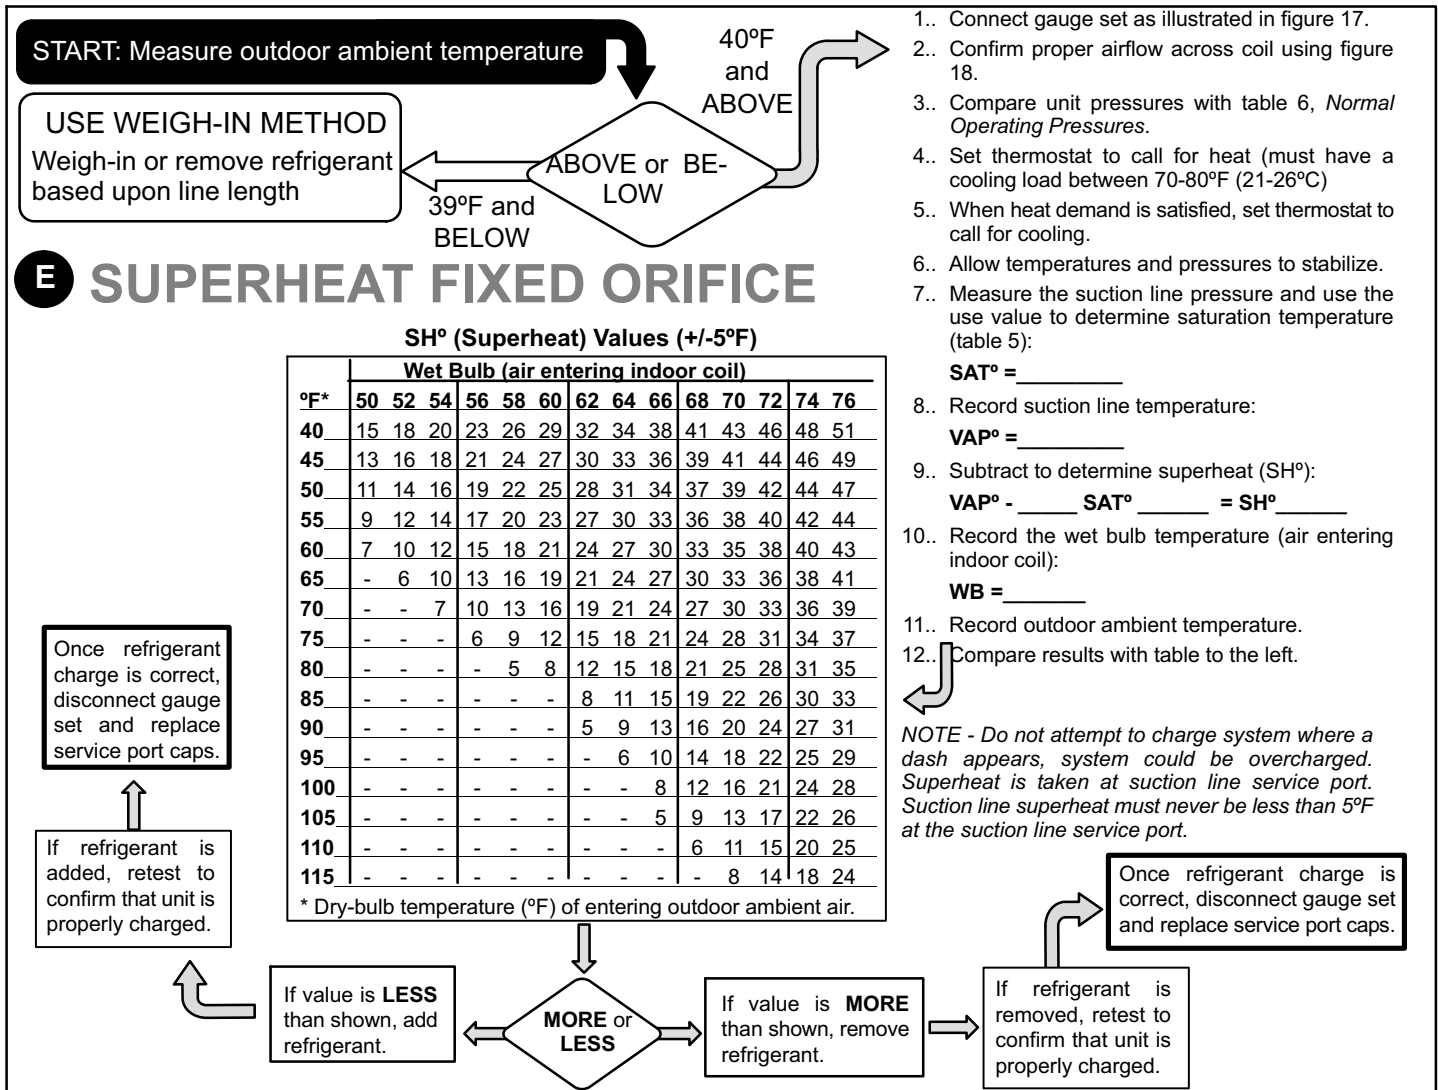 START: Measure outdoor ambient temperature
40ºF
and
ABOVE
USE WEIGH-IN METHOD
Weigh-in or remove refrigerant
based upon line length
ABOVE or BE-
LOW
39ºF and
BELOW
E SUPERHEAT FIXED ORIFICE
1.. Connect gauge set as illustrated in figure 17.
2.. Confirm proper airflow across coil using figure
18.
3.. Compare unit pressures with table 6, Normal
Operating Pressures.
4.. Set thermostat to call for heat (must have a
cooling load between 70-80ºF (21-26ºC)
5.. When heat demand is satisfied, set thermostat to
call for cooling.
6.. Allow temperatures and pressures to stabilize.
7.. Measure the suction line pressure and use the
use value to determine saturation temperature
(table 5):
SATº =_________
8.. Record suction line temperature:
VAPº =_________
9.. Subtract to determine superheat (SHº):
VAPº - _____ SATº ______ = SHº______
10.. Record the wet bulb temperature (air entering
indoor coil):
WB =_______
11.. Record outdoor ambient temperature.
12.. Compare results with table to the left.
NOTE - Do not attempt to charge system where a
dash appears, system could be overcharged.
Superheat is taken at suction line service port.
Suction line superheat must never be less than 5ºF
at the suction line service port.
SHº (Superheat) Values (+/-5ºF)
Wet Bulb (air entering indoor coil)
ºF* 50 52 54 56 58 60 62 64 66 68 70 72 74 76
40 15 18 20 23 26 29 32 34 38 41 43 46 48 51
45 13 16 18 21 24 27 30 33 36 39 41 44 46 49
50 11 14 16 19 22 25 28 31 34 37 39 42 44 47
55 9 12 14 17 20 23 27 30 33 36 38 40 42 44
60 7 10 12 15 18 21 24 27 30 33 35 38 40 43
65 - 6 10 13 16 19 21 24 27 30 33 36 38 41
70 - - 7 10 13 16 19 21 24 27 30 33 36 39
75 - - - 6 9 12 15 18 21 24 28 31 34 37
80 - - - - 5 8 12 15 18 21 25 28 31 35
85 - - - - - - 8 11 15 19 22 26 30 33
90 - - - - - - 5 9 13 16 20 24 27 31
95 - - - - - - - 6 10 14 18 22 25 29
100 - - - - - - - - 8 12 16 21 24 28
105 - - - - - - - - 5 9 13 17 22 26
110 - - - - - - - - - 6 11 15 20 25
115 - - - - - - - - - - 8 14 18 24
* Dry-bulb temperature (ºF) of entering outdoor ambient air.
Once refrigerant
charge is correct,
disconnect gauge
set and replace
service port caps.
If refrigerant is
added, retest to
confirm that unit is
properly charged.
If value is LESS
than shown, add
refrigerant.
MORE or
LESS
If value is MORE
than shown, remove
refrigerant.
If refrigerant is
removed, retest to
confirm that unit is
properly charged.
Once refrigerant charge is
correct, disconnect gauge set
and replace service port caps.